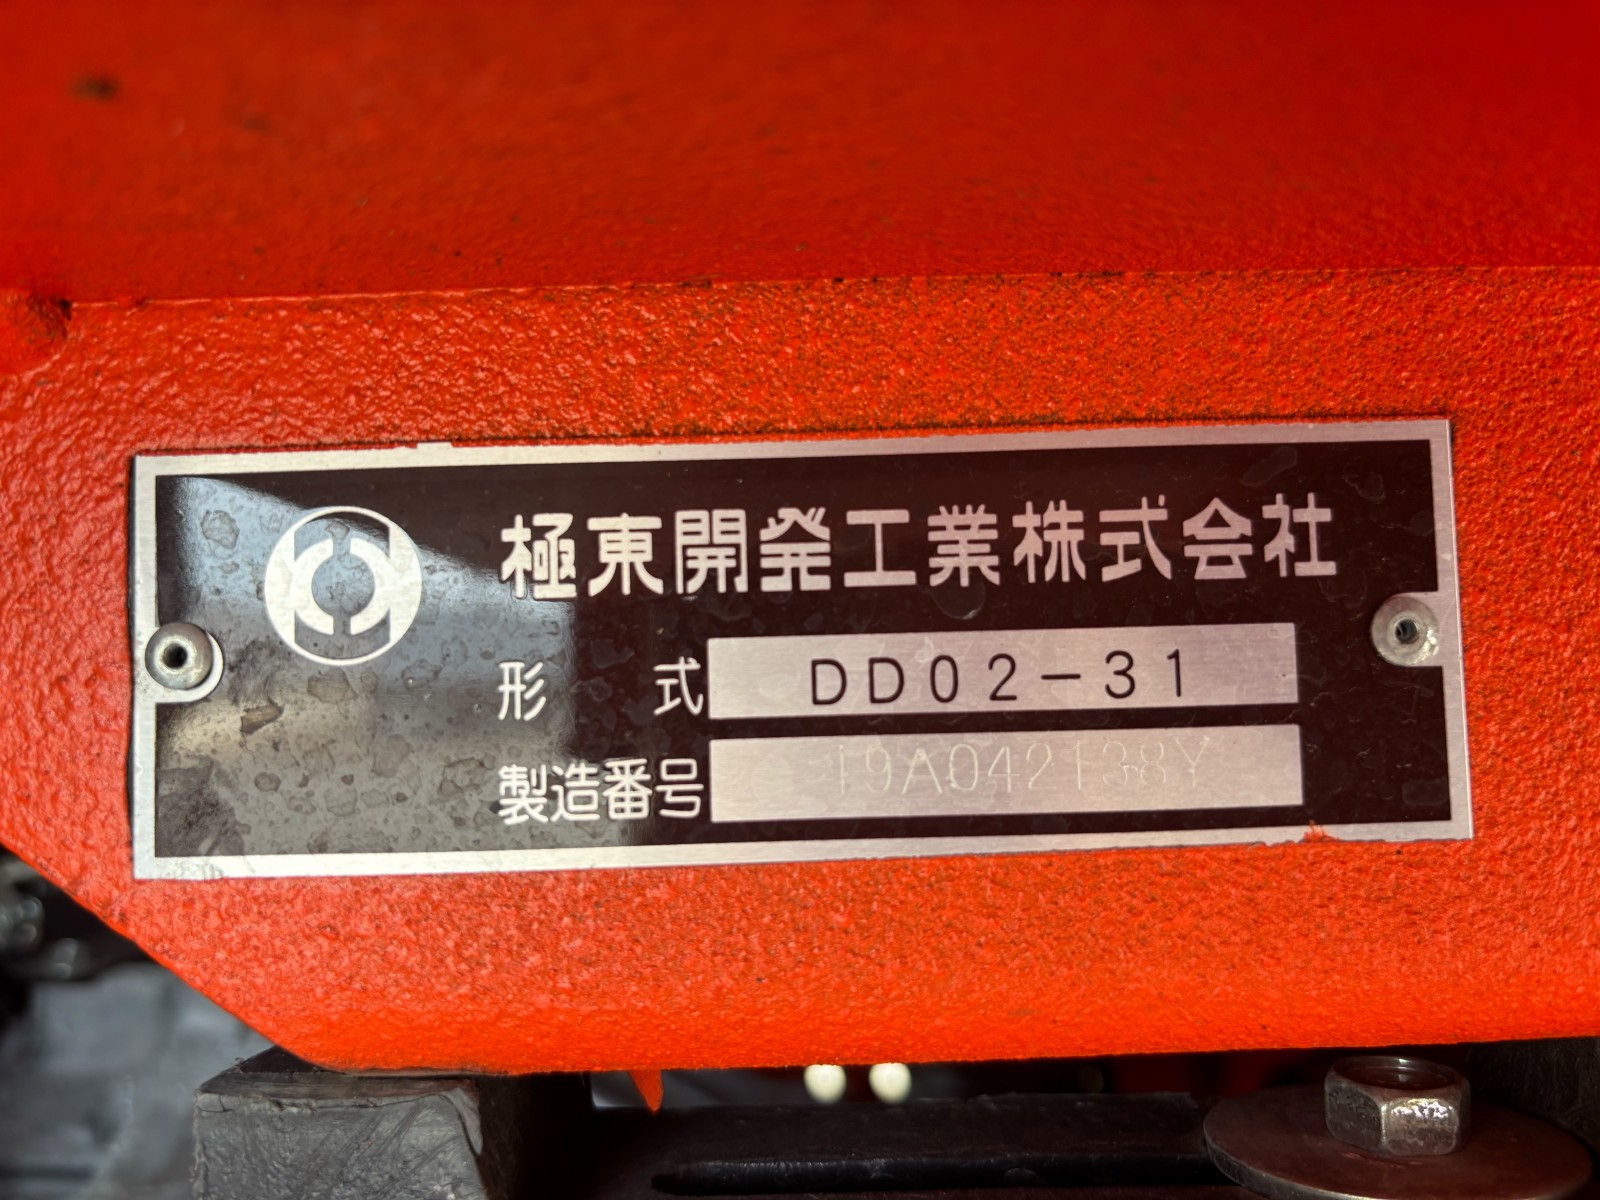 極東開発工業株式会社
形式 DD02-31
製造番号 19A042138Y